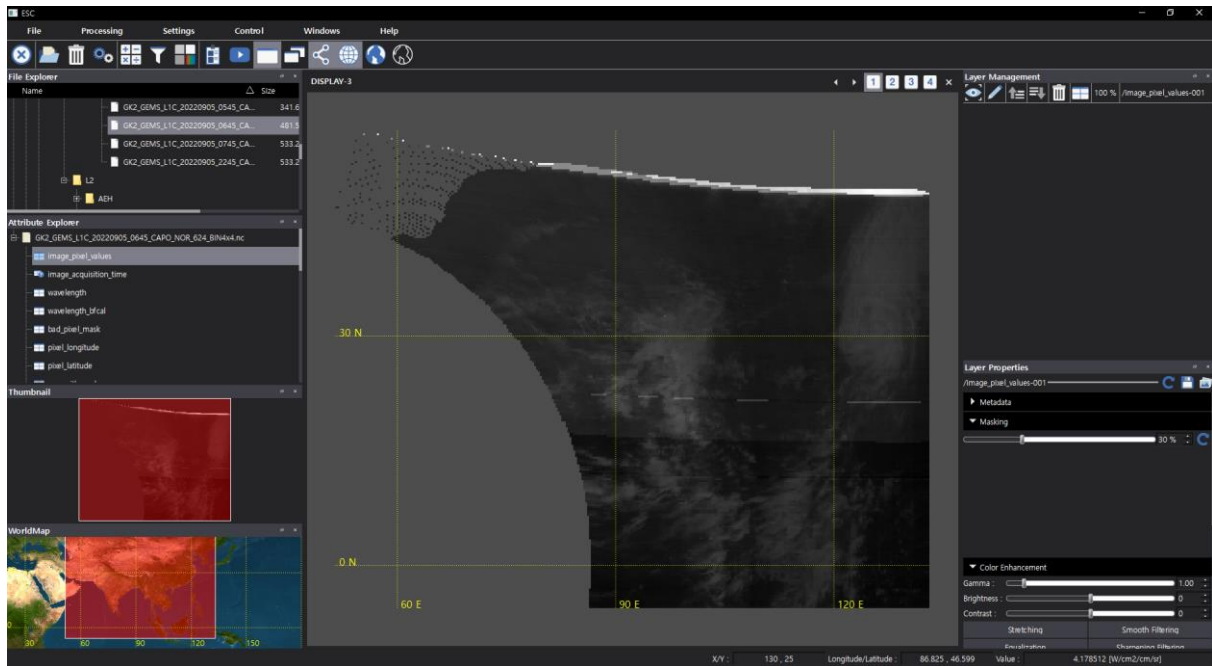 ESC
File Processing Settings Control Windows Help
File Explorer
Name Size
GK2_GEMS_L1C_20220905_0545_CA... 341.6
GK2_GEMS_L1C_20220905_0645_CA... 481.5
GK2_GEMS_L1C_20220905_0745_CA... 533.2
GK2_GEMS_L1C_20220905_2245_CA... 533.2
L2
AEH
Attribute Explorer
GK2_GEMS_L1C_20220905_0645_CAPO_NOR_624_BIN4x4.nc
image_pixel_values
image_acquisition_time
wavelength
wavelength_bfcal
bad_pixel_mask
pixel_longitude
pixel_latitude
Thumbnail
WorldMap
0
30 60 90 120 150
DISPLAY-3
1 2 3 4
30 N
0 N
60 E 90 E 120 E
Layer Management
100 % /image_pixel_values-001
Layer Properties
/image_pixel_values-001
Metadata
Masking
30 %
Color Enhancement
Gamma : 1.00
Brightness : 0
Contrast : 0
Stretching Smooth Filtering
Equalization Sharpening Filtering
X/Y : 130 , 25 Longitude/Latitude : 86.825 , 46.599 Value : 4.178512 [W/cm2/cm/sr]